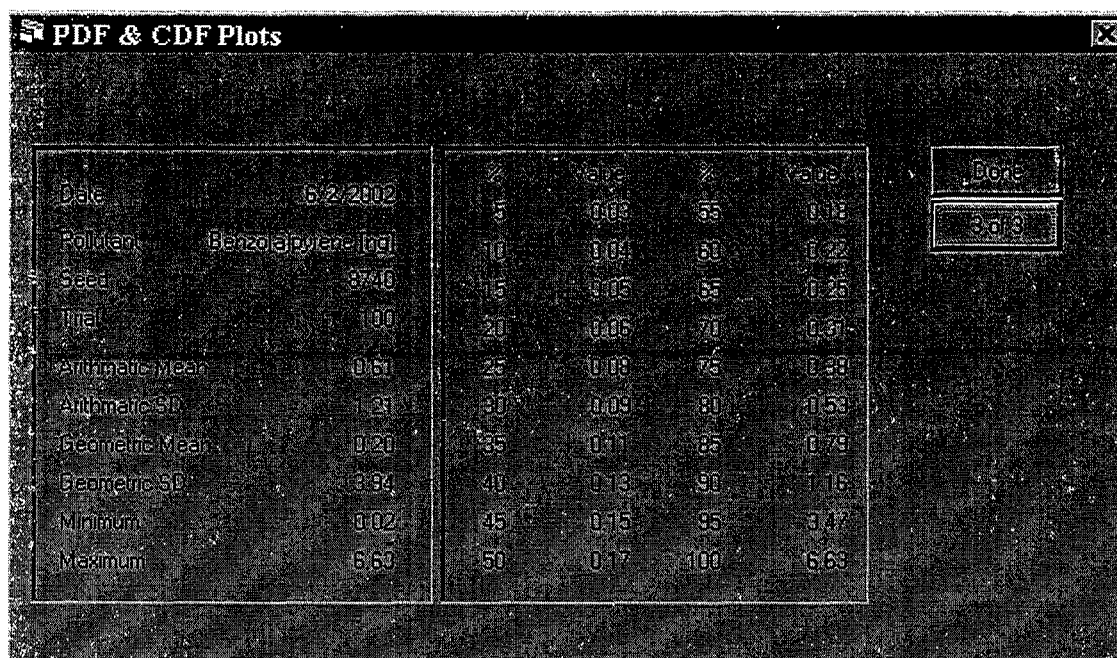 PDF & CDF Plots
Date 6/2/2002
Pollutant Benzo(a)pyrene [ng]
Seed 8740
Trial 100
Arithmatic Mean 0.61
Arithmatic SD 1.21
Geometric Mean 0.20
Geometric SD 3.94
Minimum 0.02
Maximum 6.63
% Value % Value
5 0.03 55 0.18
10 0.04 60 0.22
15 0.05 65 0.25
20 0.06 70 0.31
25 0.08 75 0.38
30 0.09 80 0.53
35 0.11 85 0.79
40 0.13 90 1.16
45 0.15 95 3.47
50 0.17 100 6.63
Done
3 of 3